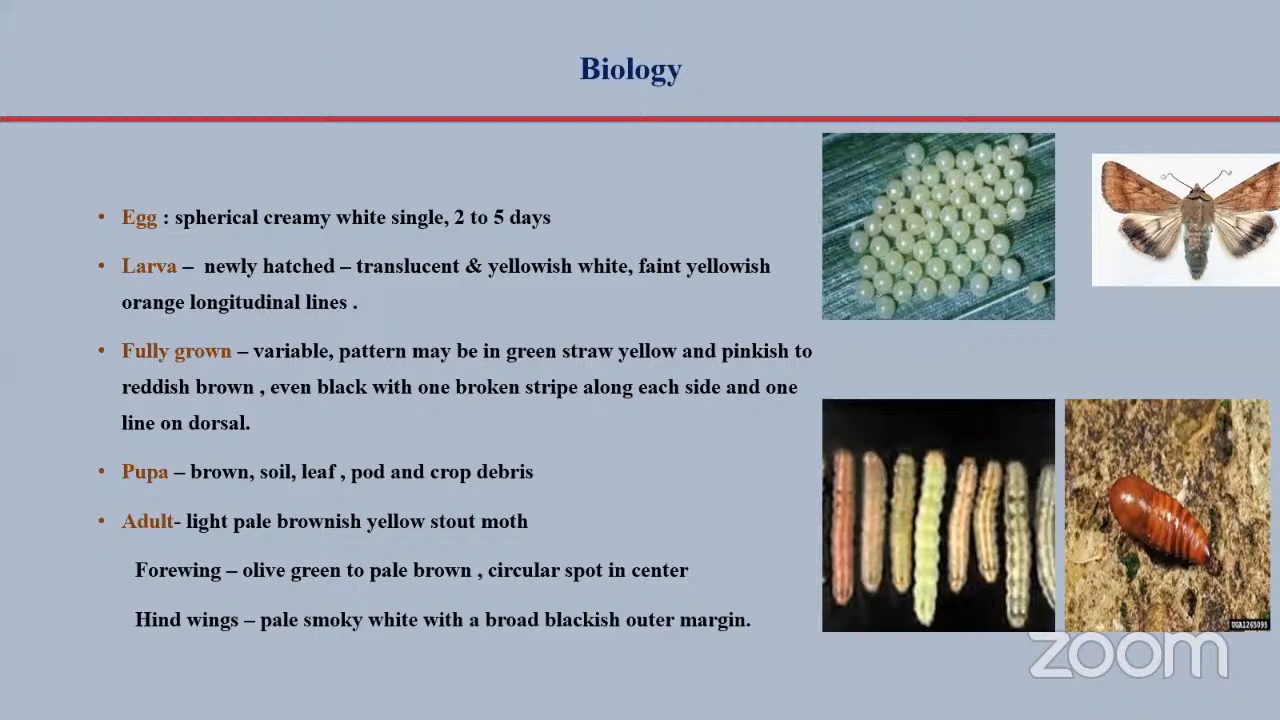 Biology
• Egg : spherical creamy white single, 2 to 5 days
• Larva – newly hatched – translucent & yellowish white, faint yellowish
orange longitudinal lines .
• Fully grown – variable, pattern may be in green straw yellow and pinkish to
reddish brown , even black with one broken stripe along each side and one
line on dorsal.
• Pupa – brown, soil, leaf , pod and crop debris
• Adult- light pale brownish yellow stout moth
Forewing – olive green to pale brown , circular spot in center
Hind wings – pale smoky white with a broad blackish outer margin.
UGA1265095
zoom